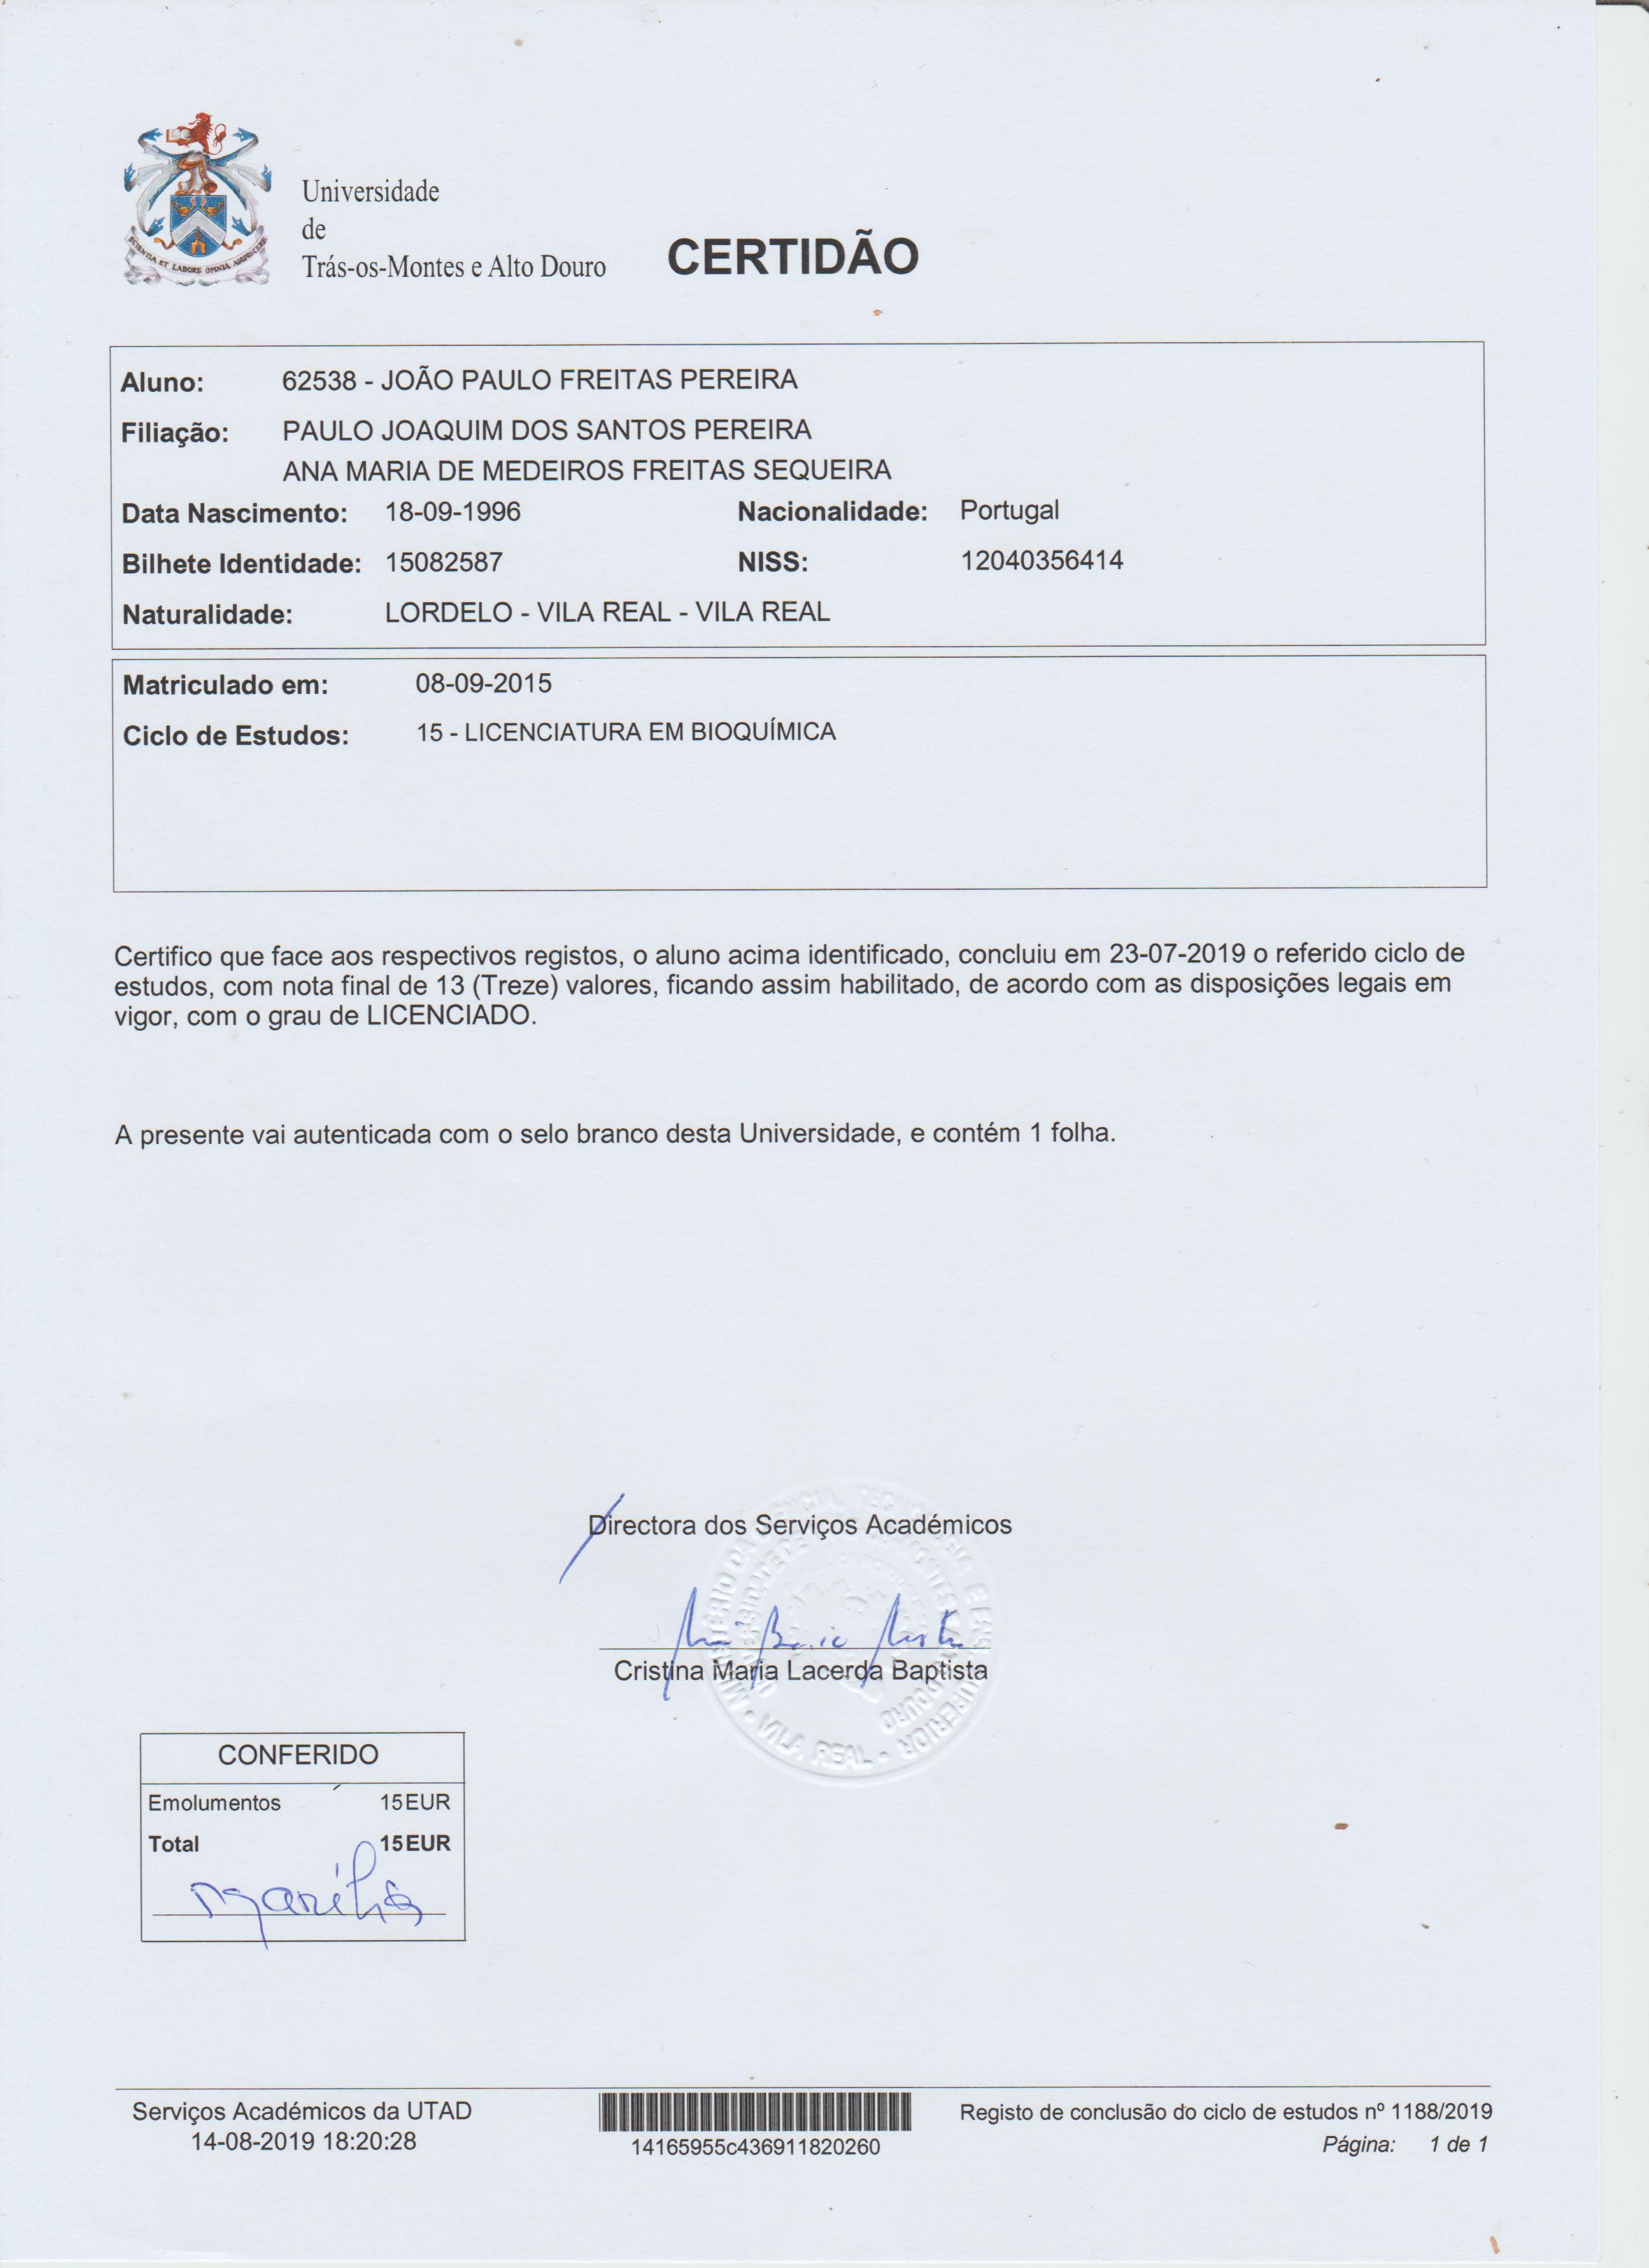 Universidade
de
Trás-os-Montes e Alto Douro
CERTIDÃO
SCIENTIA ET LABORE OMNIA
Aluno: 62538 - JOÃO PAULO FREITAS PEREIRA
Filiação: PAULO JOAQUIM DOS SANTOS PEREIRA
ANA MARIA DE MEDEIROS FREITAS SEQUEIRA
Data Nascimento: 18-09-1996 Nacionalidade: Portugal
Bilhete Identidade: 15082587 NISS: 12040356414
Naturalidade: LORDELO - VILA REAL - VILA REAL
Matriculado em: 08-09-2015
Ciclo de Estudos: 15 - LICENCIATURA EM BIOQUÍMICA
Certifico que face aos respectivos registos, o aluno acima identificado, concluiu em 23-07-2019 o referido ciclo de
estudos, com nota final de 13 (Treze) valores, ficando assim habilitado, de acordo com as disposições legais em
vigor, com o grau de LICENCIADO.
A presente vai autenticada com o selo branco desta Universidade, e contém 1 folha.
Directora dos Serviços Académicos
Cristina Maria Lacerda Baptista
VILA REAL
CONFERIDO
Emolumentos 15EUR
Total 15EUR
Serviços Académicos da UTAD
14-08-2019 18:20:28
14165955c436911820260
Registo de conclusão do ciclo de estudos nº 1188/2019
Página: 1 de 1